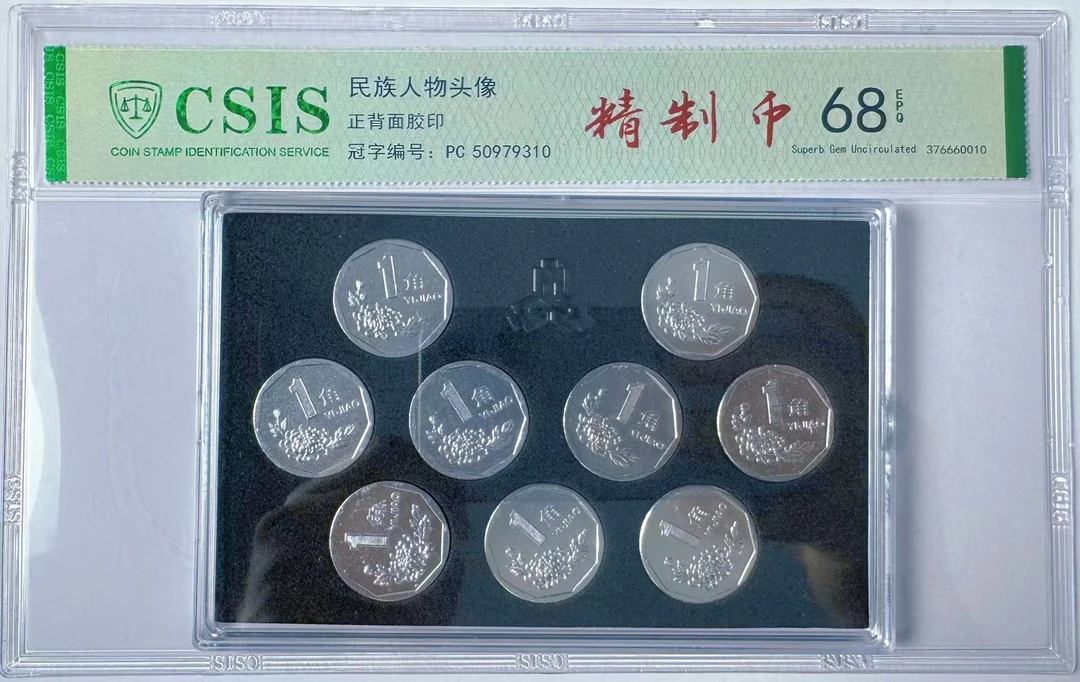 CSIS
COIN STAMP IDENTIFICATION SERVICE
民族人物头像
正背面胶印
冠字编号：PC 50979310
精制币
68
EPQ
Superb Gem Uncirculated 376660010
1角
YI JIAO
1角
YI JIAO
1角
YI JIAO
1角
YI JIAO
1角
YI JIAO
1角
YI JIAO
1角
YI JIAO
1角
YI JIAO
1角
YI JIAO